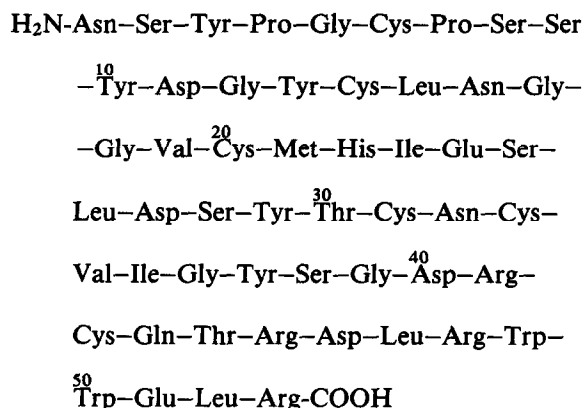 H₂N-Asn–Ser–Tyr–Pro–Gly–Cys–Pro–Ser–Ser
10
–Tyr–Asp–Gly–Tyr–Cys–Leu–Asn–Gly–
20
–Gly–Val–Cys–Met–His–Ile–Glu–Ser–
30
Leu–Asp–Ser–Tyr–Thr–Cys–Asn–Cys–
40
Val–Ile–Gly–Tyr–Ser–Gly–Asp–Arg–
Cys–Gln–Thr–Arg–Asp–Leu–Arg–Trp–
50
Trp–Glu–Leu–Arg-COOH